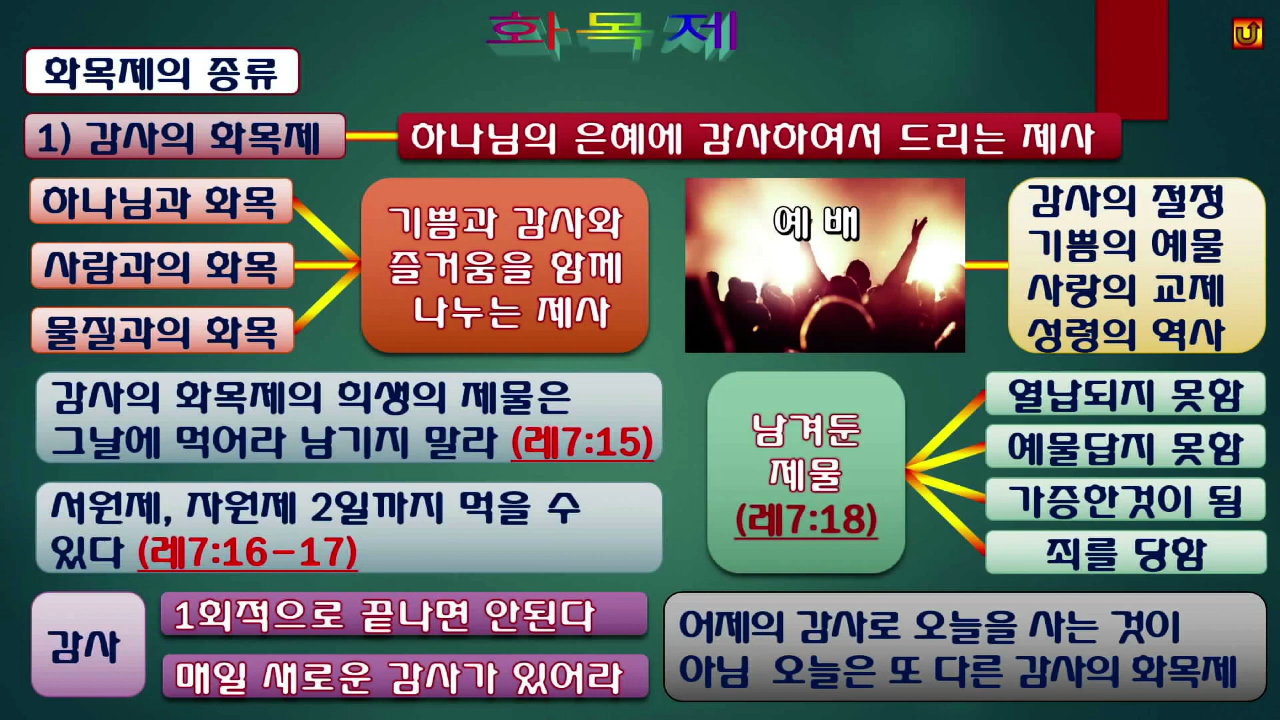 화목제
화목제의 종류
1) 감사의 화목제
하나님의 은혜에 감사하여서 드리는 제사
하나님과 화목
사람과의 화목
물질과의 화목
기쁨과 감사와
즐거움을 함께
나누는 제사
예 배
감사의 절정
기쁨의 예물
사랑의 교제
성령의 역사
감사의 화목제의 희생의 제물은
그날에 먹어라 남기지 말라 (레7:15)
서원제, 자원제 2일까지 먹을 수
있다 (레7:16-17)
남겨둔
제물
(레7:18)
열납되지 못함
예물답지 못함
가증한것이 됨
죄를 당함
감사
1회적으로 끝나면 안된다
매일 새로운 감사가 있어라
어제의 감사로 오늘을 사는 것이
아님 오늘은 또 다른 감사의 화목제